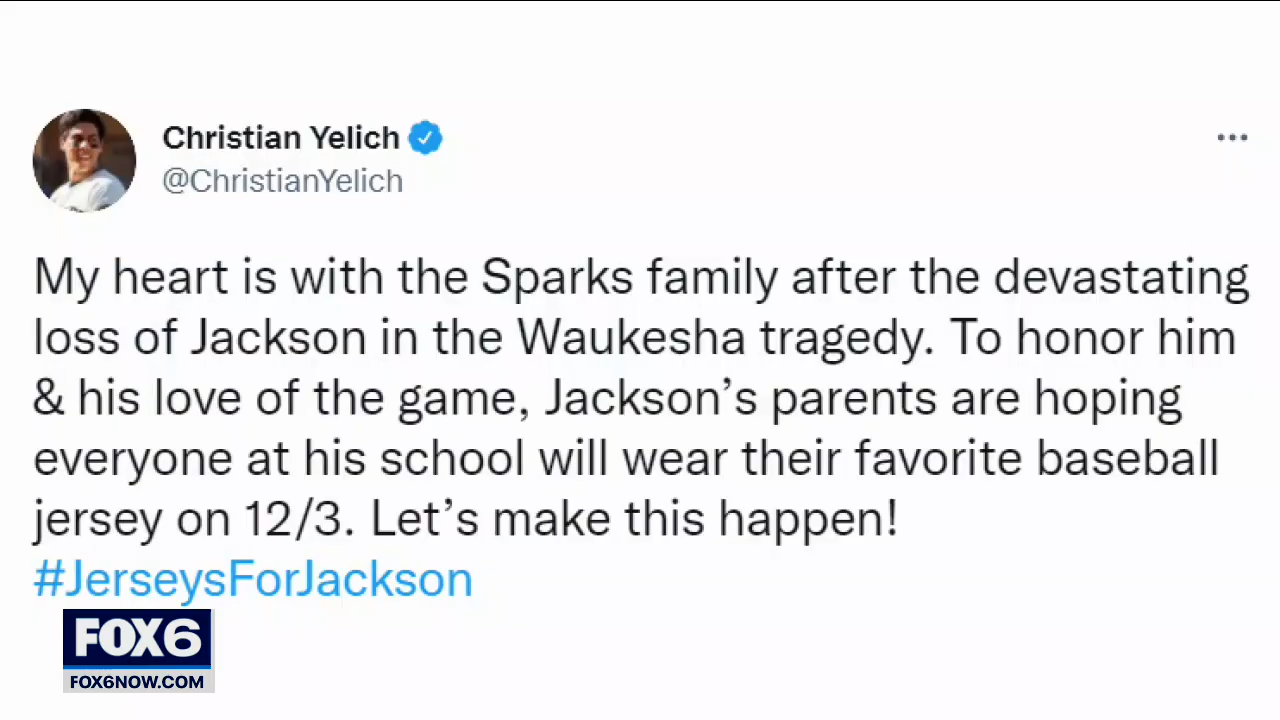 Christian Yelich
@ChristianYelich
My heart is with the Sparks family after the devastating
loss of Jackson in the Waukesha tragedy. To honor him
& his love of the game, Jackson’s parents are hoping
everyone at his school will wear their favorite baseball
jersey on 12/3. Let’s make this happen!
#JerseysForJackson
FOX6
FOX6NOW.COM